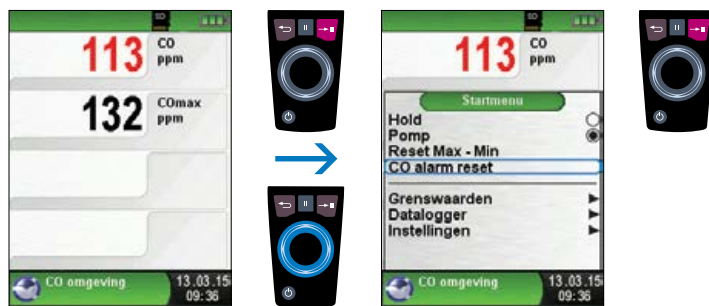 SD
113 CO
ppm
132 COmax
ppm
CO omgeving
13.03.15
09:36
SD
113 CO
ppm
Startmenu
Hold
Pomp
Reset Max - Min
CO alarm reset
Grenswaarden
Datalogger
Instellingen
CO omgeving
13.03.15
09:36